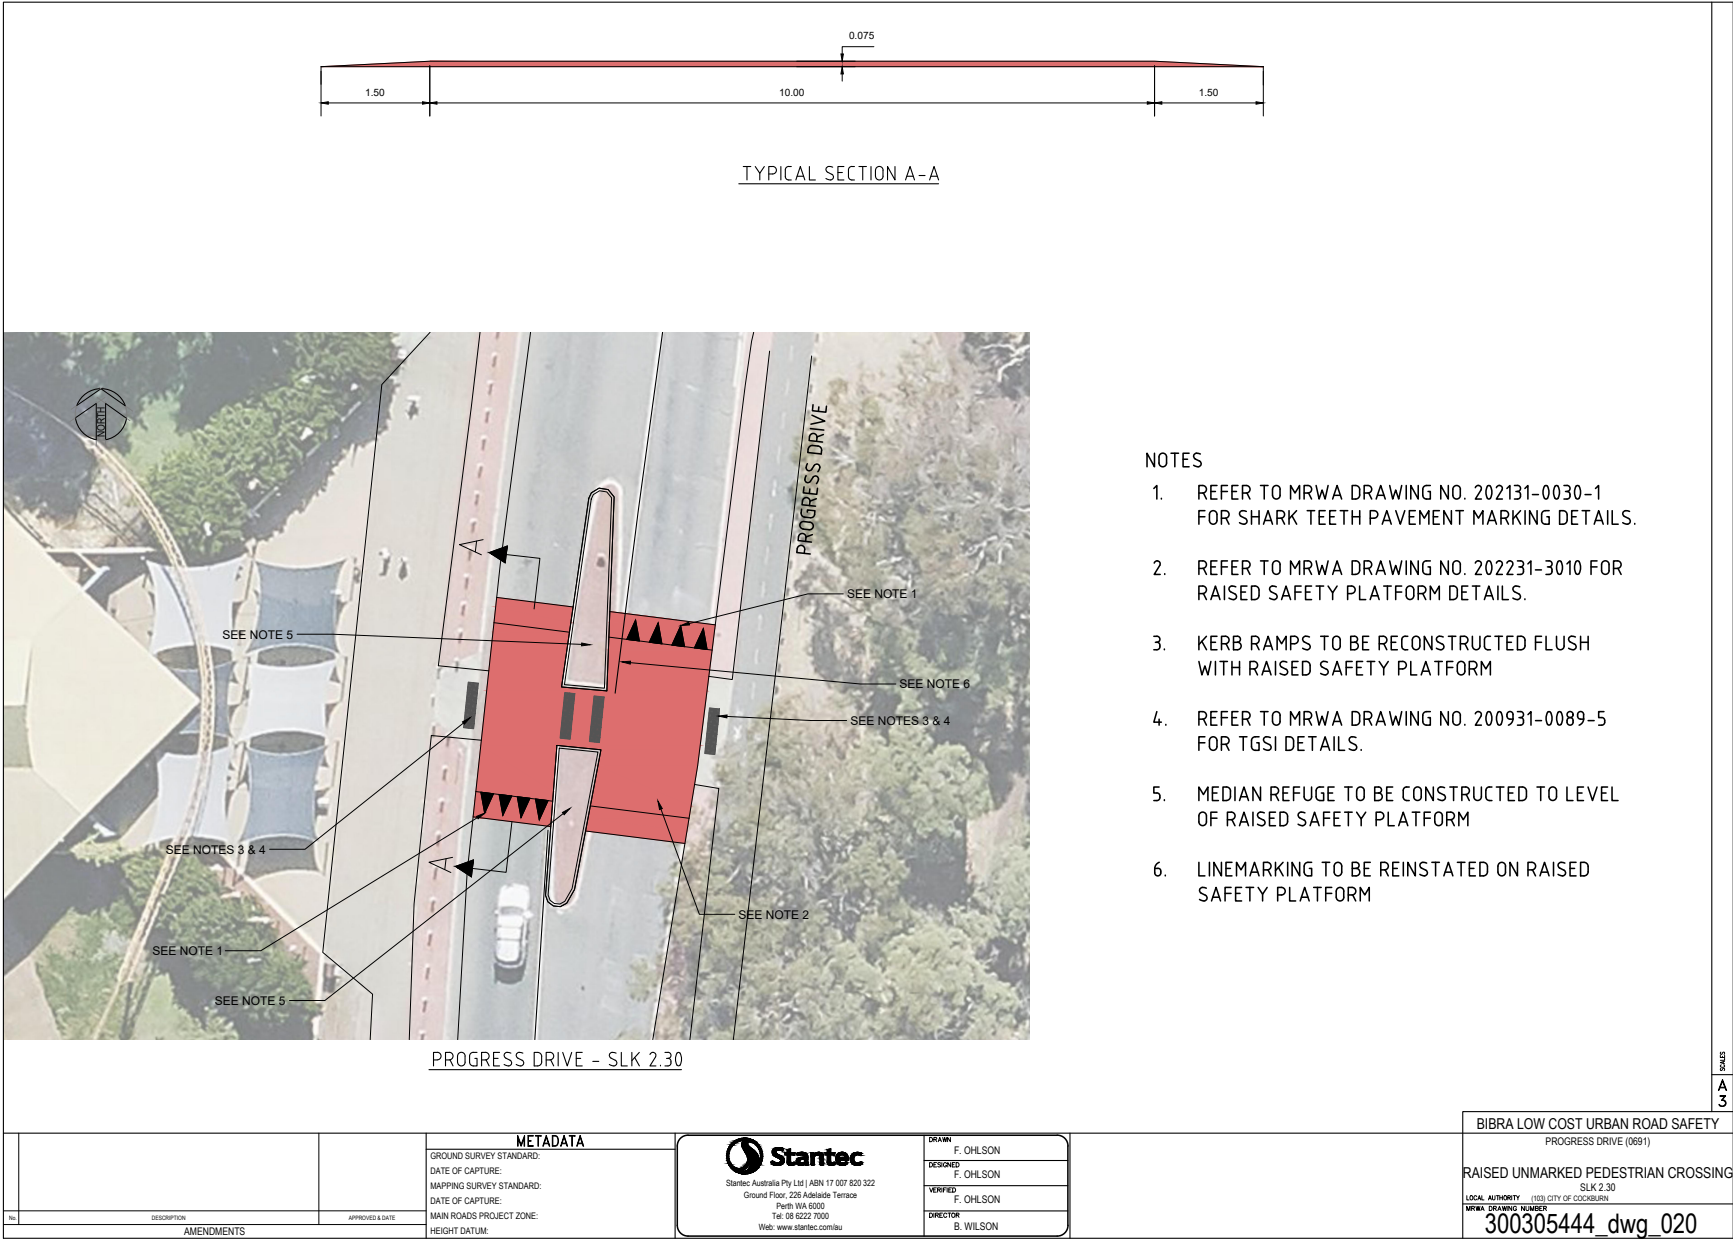 0.075
1.50
10.00
1.50
TYPICAL SECTION A-A
NORTH
PROGRESS DRIVE
A
SEE NOTE 1
SEE NOTE 5
SEE NOTE 6
SEE NOTES 3 & 4
SEE NOTES 3 & 4
A
SEE NOTE 2
SEE NOTE 1
SEE NOTE 5
PROGRESS DRIVE - SLK 2.30
NOTES
1. REFER TO MRWA DRAWING NO. 202131-0030-1
FOR SHARK TEETH PAVEMENT MARKING DETAILS.
2. REFER TO MRWA DRAWING NO. 202231-3010 FOR
RAISED SAFETY PLATFORM DETAILS.
3. KERB RAMPS TO BE RECONSTRUCTED FLUSH
WITH RAISED SAFETY PLATFORM
4. REFER TO MRWA DRAWING NO. 200931-0089-5
FOR TGSI DETAILS.
5. MEDIAN REFUGE TO BE CONSTRUCTED TO LEVEL
OF RAISED SAFETY PLATFORM
6. LINEMARKING TO BE REINSTATED ON RAISED
SAFETY PLATFORM
SCALES
A
3
No. DESCRIPTION APPROVED & DATE
AMENDMENTS
METADATA
GROUND SURVEY STANDARD:
DATE OF CAPTURE:
MAPPING SURVEY STANDARD:
DATE OF CAPTURE:
MAIN ROADS PROJECT ZONE:
HEIGHT DATUM:
Stantec
Stantec Australia Pty Ltd | ABN 17 007 820 322
Ground Floor, 226 Adelaide Terrace
Perth WA 6000
Tel: 08 6222 7000
Web: www.stantec.com/au
DRAWN
F. OHLSON
DESIGNED
F. OHLSON
VERIFIED
F. OHLSON
DIRECTOR
B. WILSON
BIBRA LOW COST URBAN ROAD SAFETY
PROGRESS DRIVE (0691)
RAISED UNMARKED PEDESTRIAN CROSSING
SLK 2.30
LOCAL AUTHORITY (103) CITY OF COCKBURN
MRWA DRAWING NUMBER
300305444_dwg_020